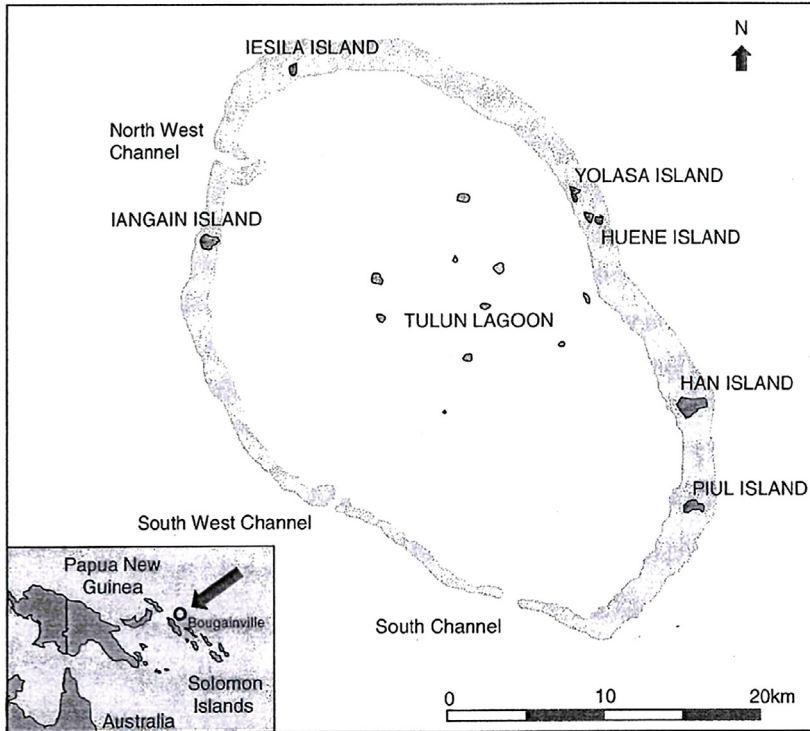 IESILA ISLAND
N
North West
Channel
YOLASA ISLAND
IANGAIN ISLAND
HUENE ISLAND
TULUN LAGOON
HAN ISLAND
PIUL ISLAND
South West Channel
Papua New
Guinea
Bougainville
South Channel
Solomon
Islands
Australia
0 10 20km